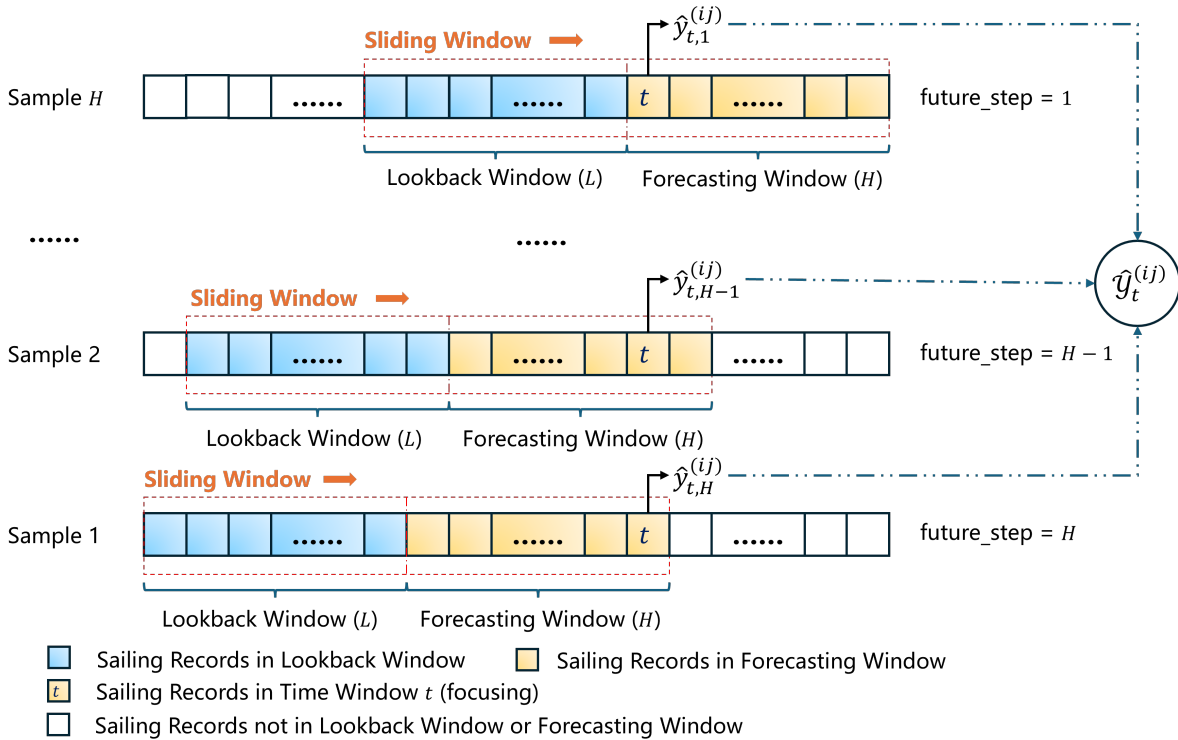 Sliding Window
ŷ_{t,1}^{(ij)}
Sample H
......
......
t
......
future_step = 1
Lookback Window (L)
Forecasting Window (H)
......
......
ŷ_{t,H−1}^{(ij)}
Sliding Window
𝒴̂_t^{(ij)}
Sample 2
......
......
t
......
future_step = H − 1
Lookback Window (L)
Forecasting Window (H)
Sliding Window
ŷ_{t,H}^{(ij)}
Sample 1
......
......
t
......
future_step = H
Lookback Window (L)
Forecasting Window (H)
Sailing Records in Lookback Window
Sailing Records in Forecasting Window
t
Sailing Records in Time Window t (focusing)
Sailing Records not in Lookback Window or Forecasting Window